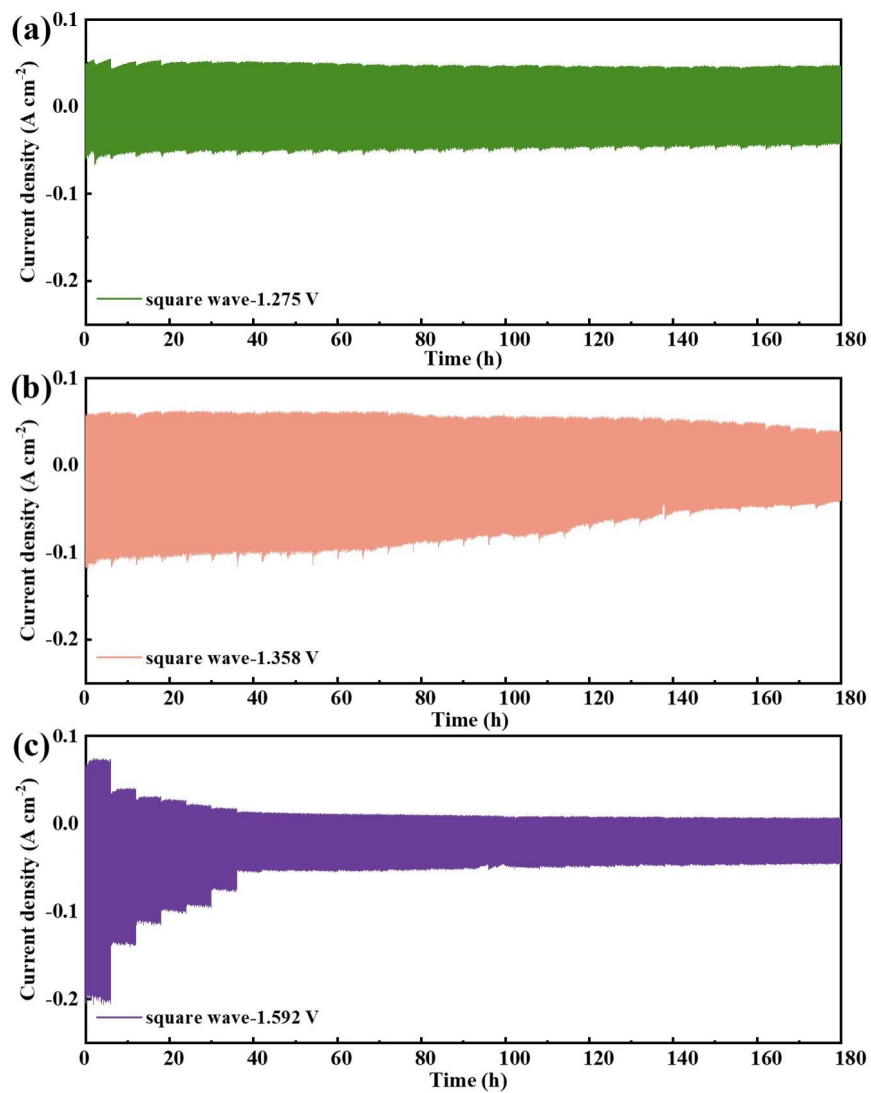 (a)
0.1
0.0
-0.1
-0.2
Current density (A cm⁻²)
square wave-1.275 V
0 20 40 60 80 100 120 140 160 180
Time (h)
(b)
0.1
0.0
-0.1
-0.2
Current density (A cm⁻²)
square wave-1.358 V
0 20 40 60 80 100 120 140 160 180
Time (h)
(c)
0.1
0.0
-0.1
-0.2
Current density (A cm⁻²)
square wave-1.592 V
0 20 40 60 80 100 120 140 160 180
Time (h)